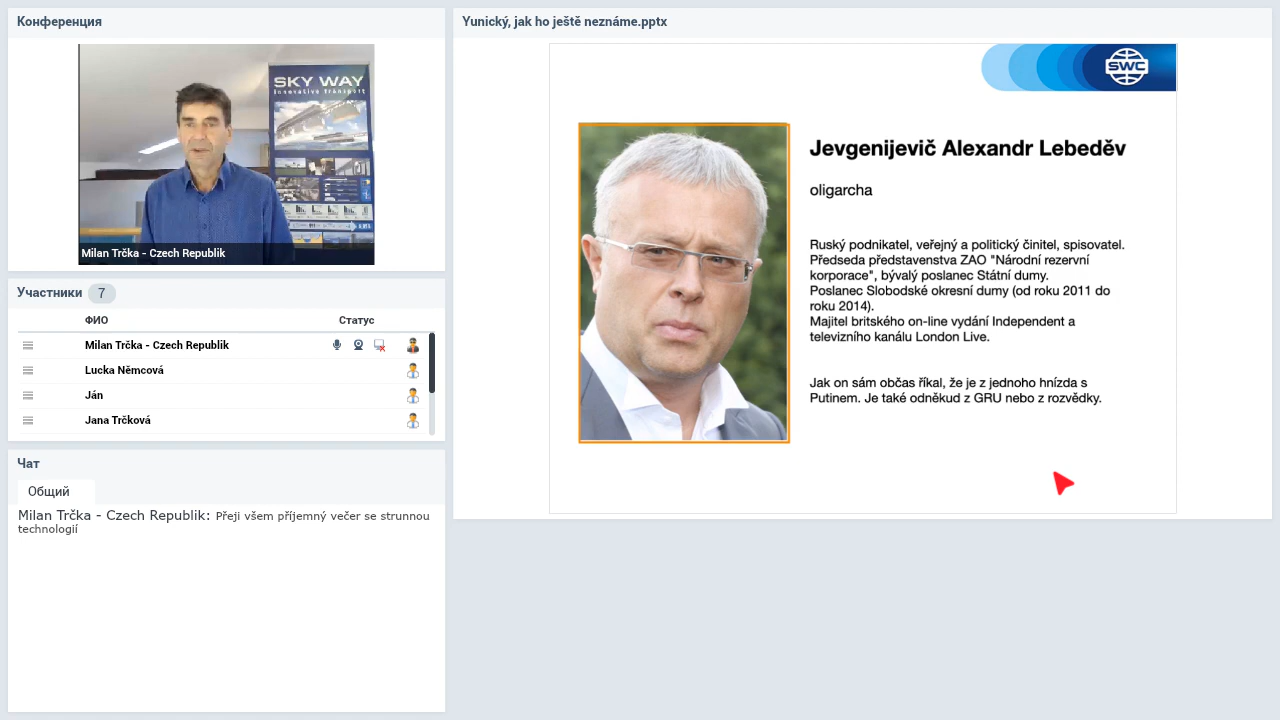 Конференция
SKY WAY
Innovative transport
Milan Trčka - Czech Republik
Участники 7
ФИО Статус
Milan Trčka - Czech Republik
Lucka Němcová
Ján
Jana Trčková
Чат
Общий
Milan Trčka - Czech Republik: Přeji všem příjemný večer se strunnou
technologií
Yunický, jak ho ještě neznáme.pptx
SWC
Jevgenijevič Alexandr Lebeděv
oligarcha
Ruský podnikatel, veřejný a politický činitel, spisovatel.
Předseda představenstva ZAO "Národní rezervní
korporace", bývalý poslanec Státní dumy.
Poslanec Slobodské okresní dumy (od roku 2011 do
roku 2014).
Majitel britského on-line vydání Independent a
televizního kanálu London Live.
Jak on sám občas říkal, že je z jednoho hnízda s
Putinem. Je také odněkud z GRU nebo z rozvědky.